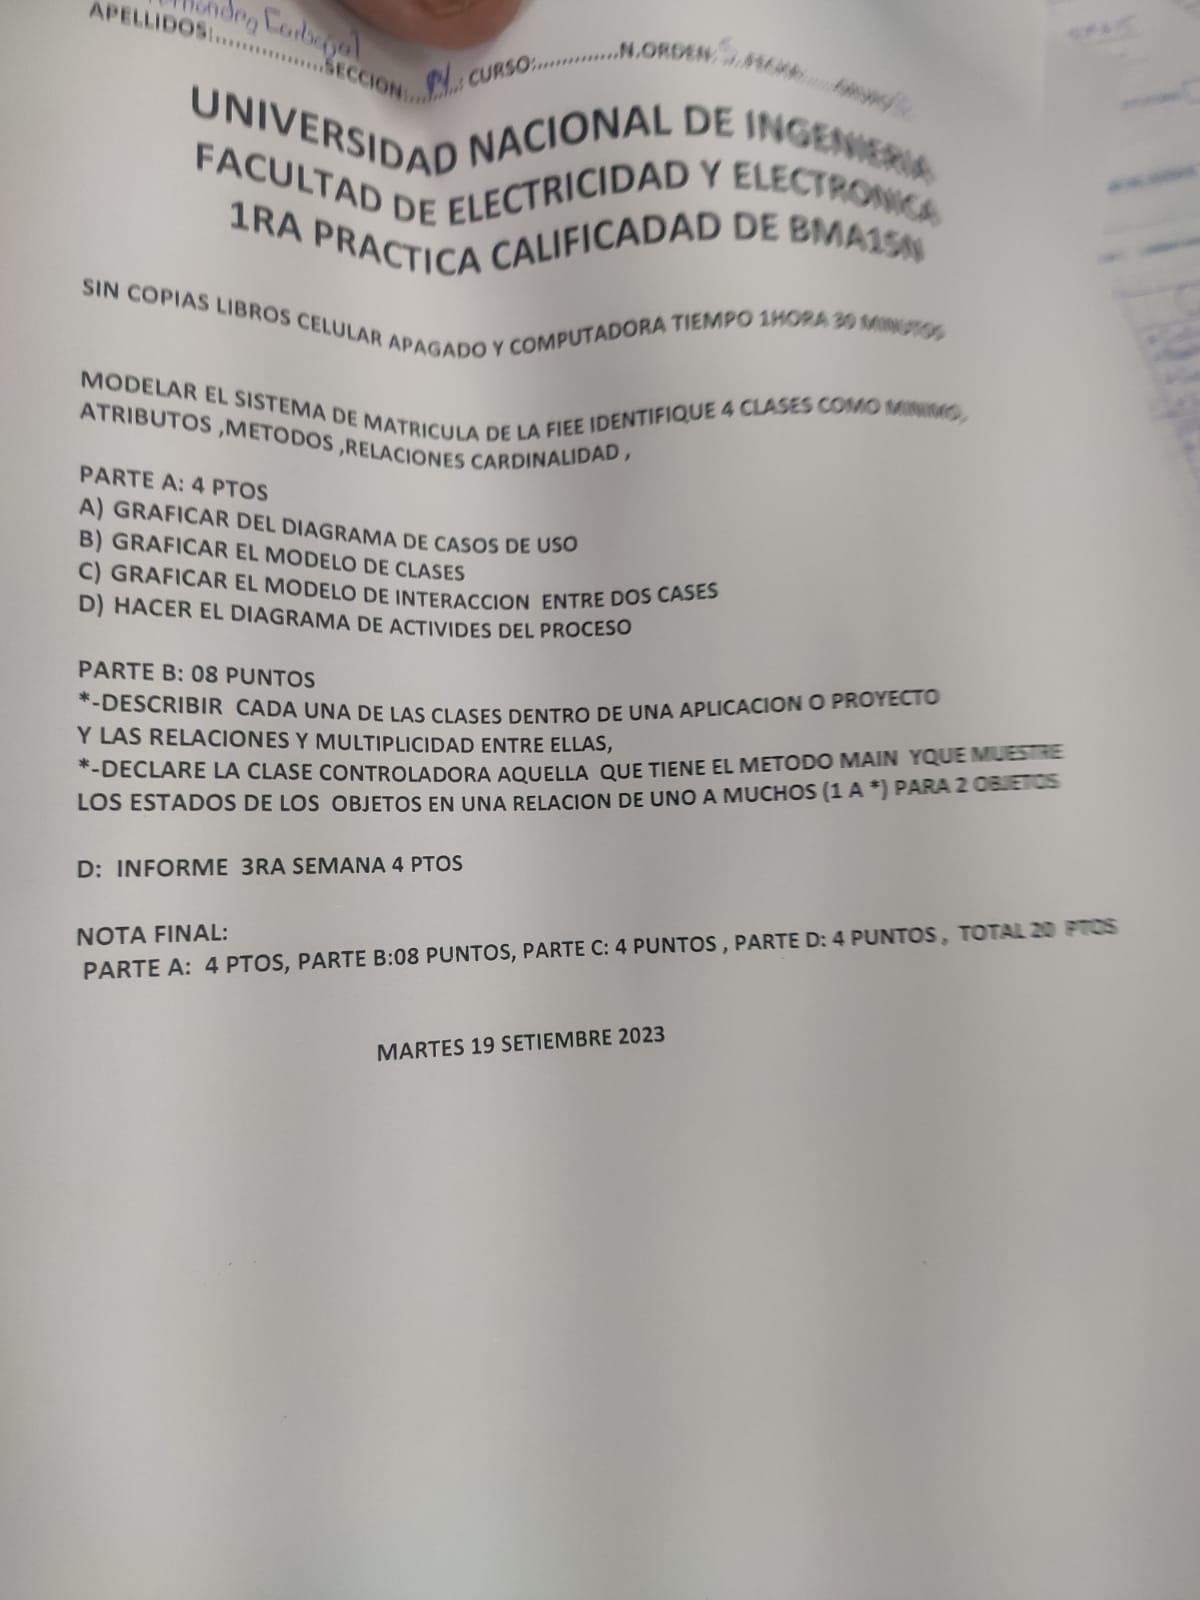 Carbajal
APELLIDOS:..................SECCION:........: CURSO:.............N.ORDEN:
UNIVERSIDAD NACIONAL DE INGENIERIA
FACULTAD DE ELECTRICIDAD Y ELECTRONICA
1RA PRACTICA CALIFICADAD DE BMA15N
SIN COPIAS LIBROS CELULAR APAGADO Y COMPUTADORA TIEMPO 1HORA 30 MINUTOS
MODELAR EL SISTEMA DE MATRICULA DE LA FIEE IDENTIFIQUE 4 CLASES COMO MINIMO,
ATRIBUTOS ,METODOS ,RELACIONES CARDINALIDAD ,
PARTE A: 4 PTOS
A) GRAFICAR DEL DIAGRAMA DE CASOS DE USO
B) GRAFICAR EL MODELO DE CLASES
C) GRAFICAR EL MODELO DE INTERACCION ENTRE DOS CASES
D) HACER EL DIAGRAMA DE ACTIVIDES DEL PROCESO
PARTE B: 08 PUNTOS
*-DESCRIBIR CADA UNA DE LAS CLASES DENTRO DE UNA APLICACION O PROYECTO
Y LAS RELACIONES Y MULTIPLICIDAD ENTRE ELLAS,
*-DECLARE LA CLASE CONTROLADORA AQUELLA QUE TIENE EL METODO MAIN YQUE MUESTRE
LOS ESTADOS DE LOS OBJETOS EN UNA RELACION DE UNO A MUCHOS (1 A *) PARA 2 OBJETOS
D: INFORME 3RA SEMANA 4 PTOS
NOTA FINAL:
PARTE A: 4 PTOS, PARTE B:08 PUNTOS, PARTE C: 4 PUNTOS , PARTE D: 4 PUNTOS , TOTAL 20 PTOS
MARTES 19 SETIEMBRE 2023